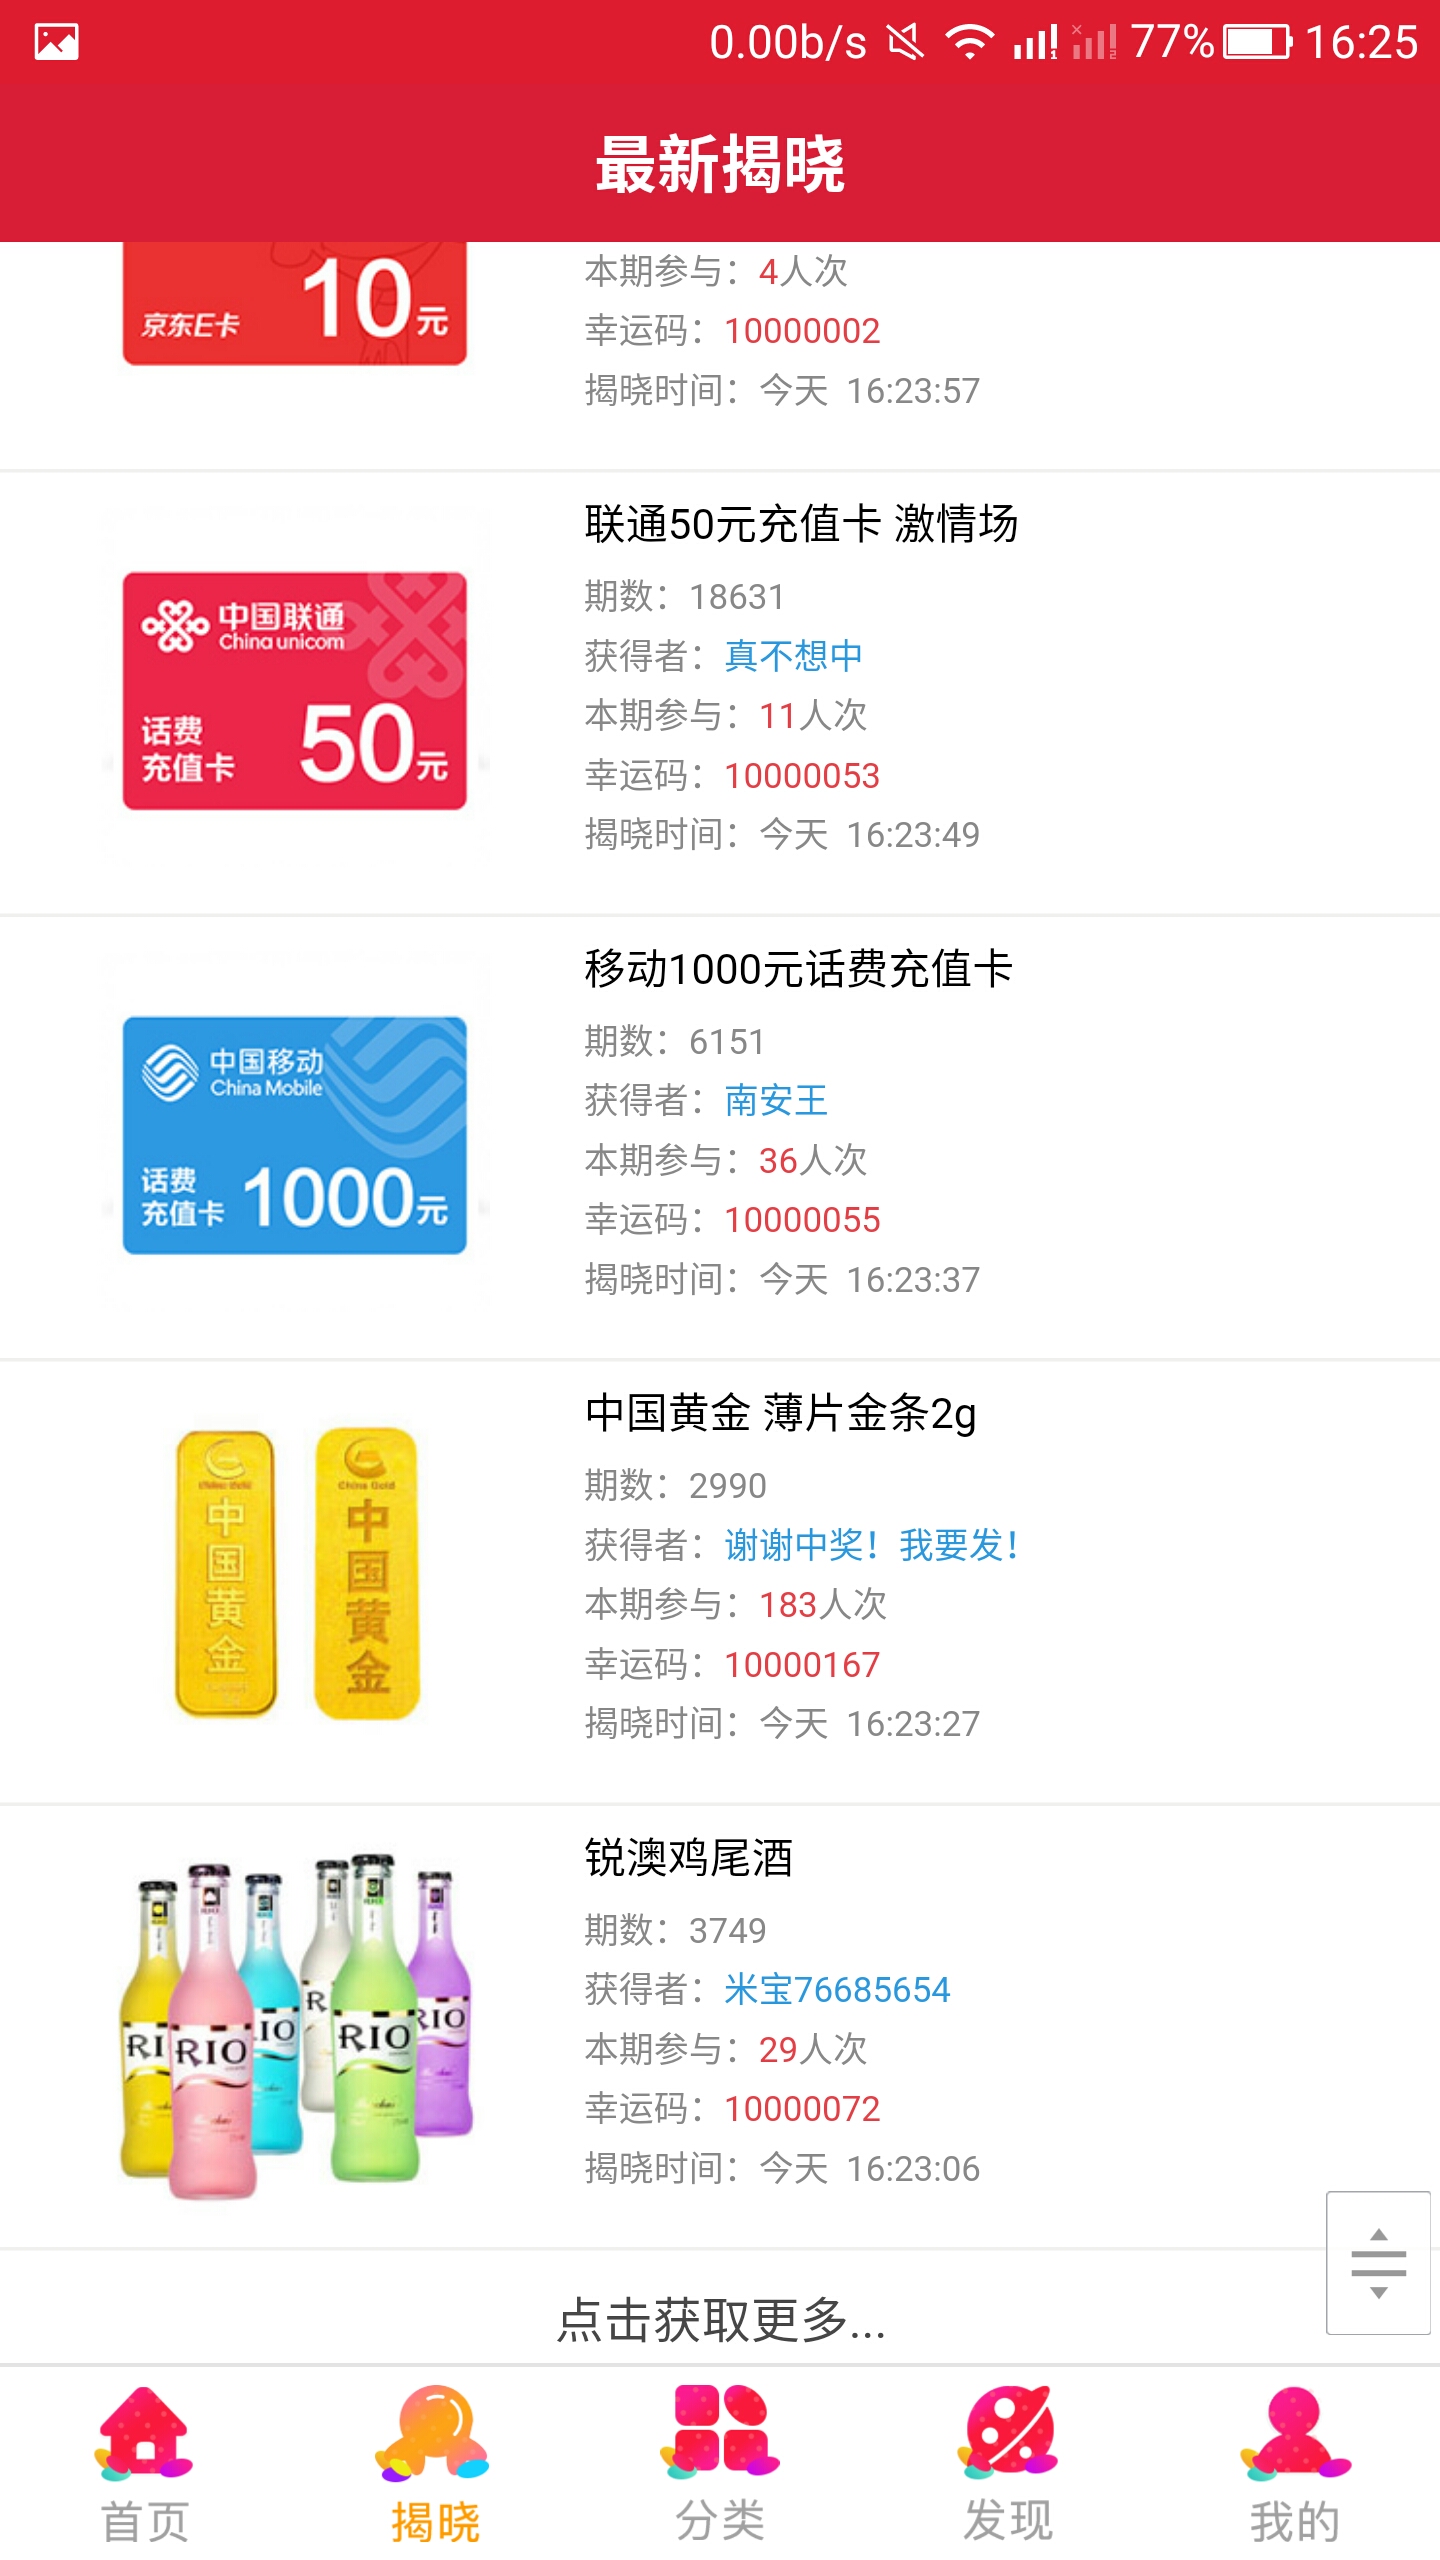 0.00b/s 77% 16:25
最新揭晓
京东E卡 10元
本期参与：4人次
幸运码：10000002
揭晓时间：今天 16:23:57
中国联通
China unicom
话费
充值卡 50元
联通50元充值卡 激情场
期数：18631
获得者：真不想中
本期参与：11人次
幸运码：10000053
揭晓时间：今天 16:23:49
中国移动
China Mobile
话费
充值卡 1000元
移动1000元话费充值卡
期数：6151
获得者：南安王
本期参与：36人次
幸运码：10000055
揭晓时间：今天 16:23:37
China Gold
中国黄金
China Gold
中国黄金
中国黄金 薄片金条2g
期数：2990
获得者：谢谢中奖！我要发！
本期参与：183人次
幸运码：10000167
揭晓时间：今天 16:23:27
RIO
RIO
锐澳鸡尾酒
期数：3749
获得者：米宝76685654
本期参与：29人次
幸运码：10000072
揭晓时间：今天 16:23:06
点击获取更多...
首页 揭晓 分类 发现 我的